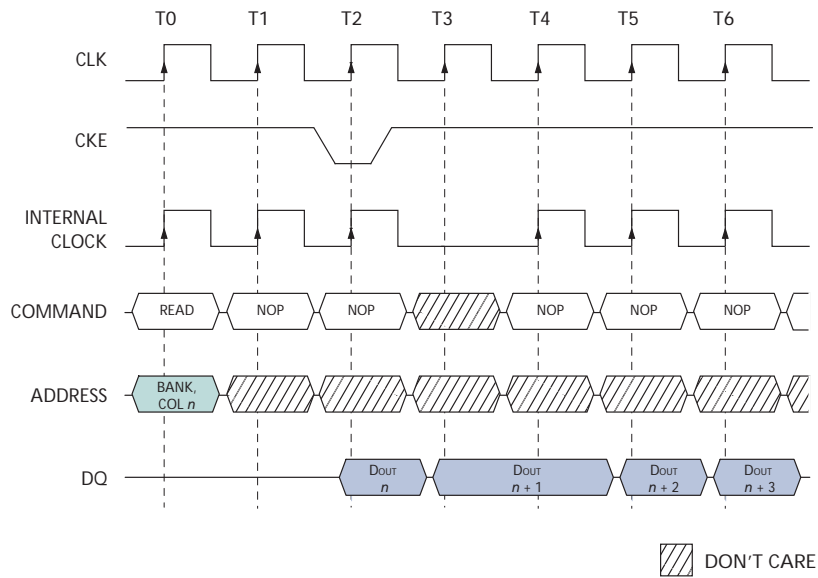 T0 T1 T2 T3 T4 T5 T6
CLK
CKE
INTERNAL
CLOCK
COMMAND READ NOP NOP NOP NOP NOP
ADDRESS BANK,
COL n
DQ DOUT DOUT DOUT DOUT
n n + 1 n + 2 n + 3
DON'T CARE